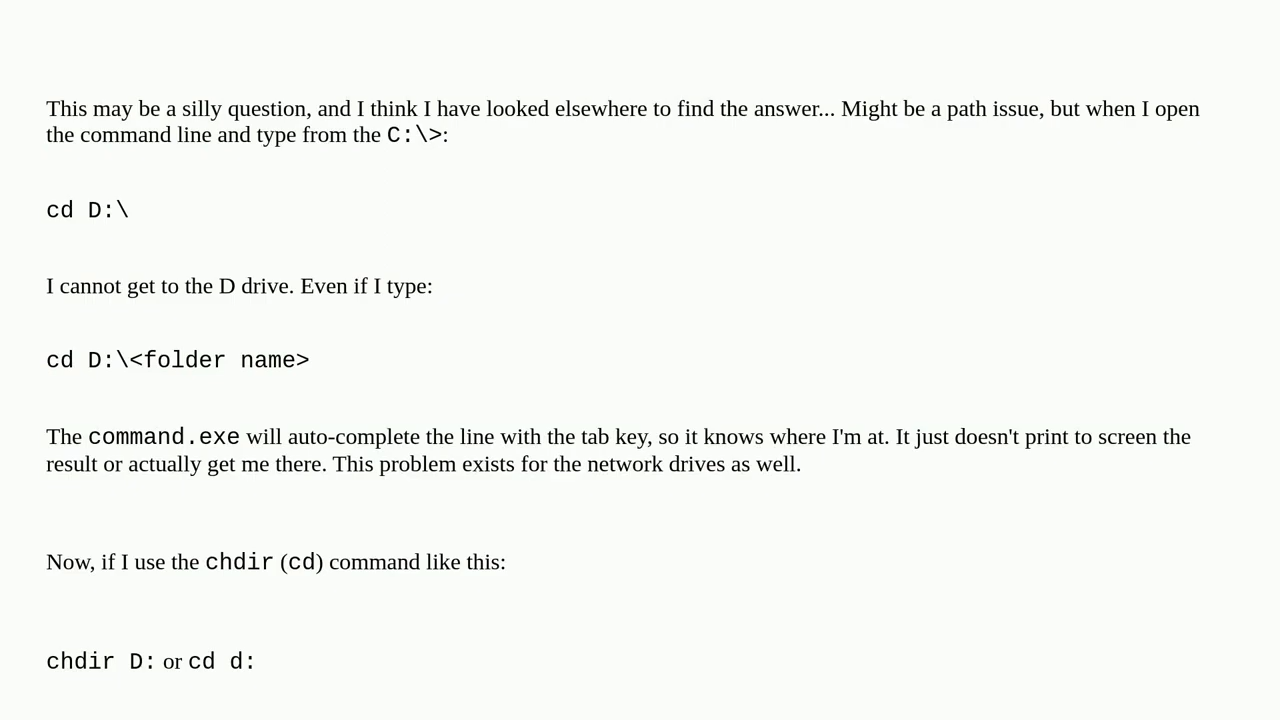 This may be a silly question, and I think I have looked elsewhere to find the answer... Might be a path issue, but when I open
the command line and type from the C:\>:
cd D:\
I cannot get to the D drive. Even if I type:
cd D:\<folder name>
The command.exe will auto-complete the line with the tab key, so it knows where I'm at. It just doesn't print to screen the
result or actually get me there. This problem exists for the network drives as well.
Now, if I use the chdir (cd) command like this:
chdir D: or cd d: